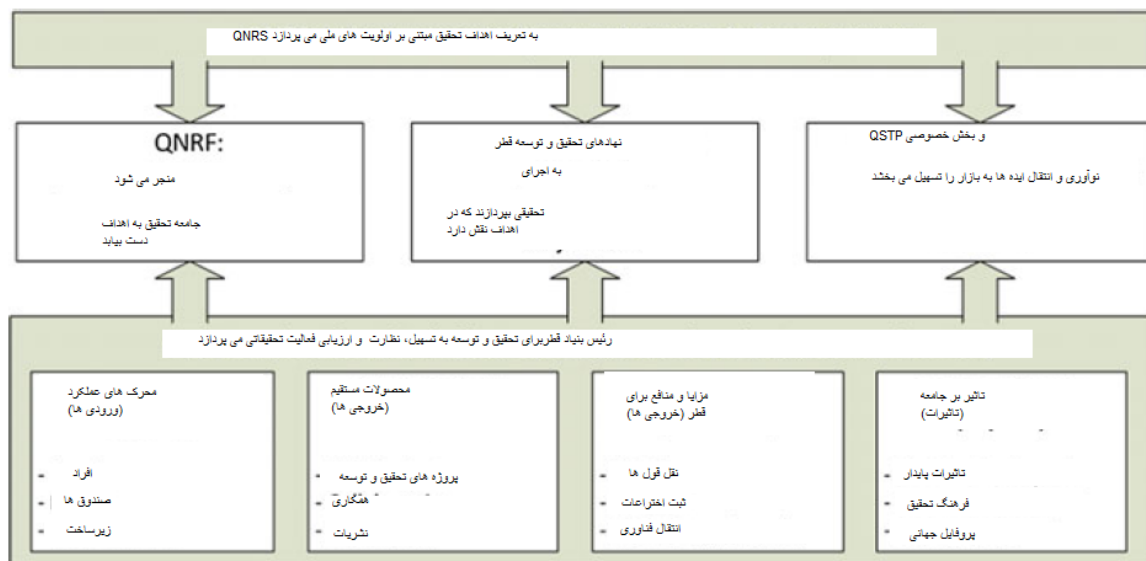 QNRS به تعریف اهداف تحقیق مبتنی بر اولویت های ملی می پردازد
QNRF:
منجر می شود
جامعه تحقیق به اهداف
دست بیابد
نهادهای تحقیق و توسعه قطر
به اجرای
تحقیقی بپردازند که در
اهداف نقش دارد
QSTP و بخش خصوصی
نوآوری و انتقال ایده ها به بازار را تسهیل می بخشد
رئیس بنیاد قطربرای تحقیق و توسعه به تسهیل، نظارت و ارزیابی فعالیت تحقیقاتی می پردازد
محرک های عملکرد
(ورودی ها)
- افراد
- صندوق ها
- زیرساخت
محصولات مستقیم
(خروجی ها)
- پروژه های تحقیق و توسعه
- همکاری
- نشریات
مزایا و منافع برای
قطر (خروجی ها)
- نقل قول ها
- ثبت اختراعات
- انتقال فناوری
تاثیر بر جامعه
(تاثیرات)
- تاثیرات پایدار
- فرهنگ تحقیق
- پروفایل جهانی